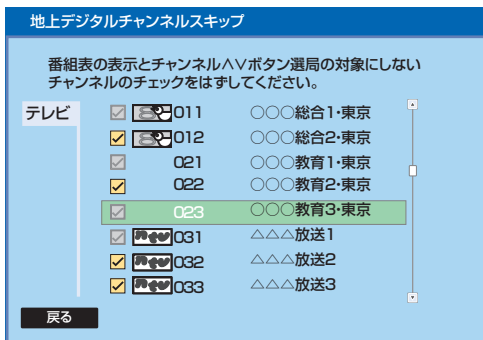 地上デジタルチャンネルスキップ
番組表の表示とチャンネル∧∨ボタン選局の対象にしない
チャンネルのチェックをはずしてください。
テレビ
011 ○○○総合1・東京
012 ○○○総合2・東京
021 ○○○教育1・東京
022 ○○○教育2・東京
023 ○○○教育3・東京
031 △△△放送1
032 △△△放送2
033 △△△放送3
戻る